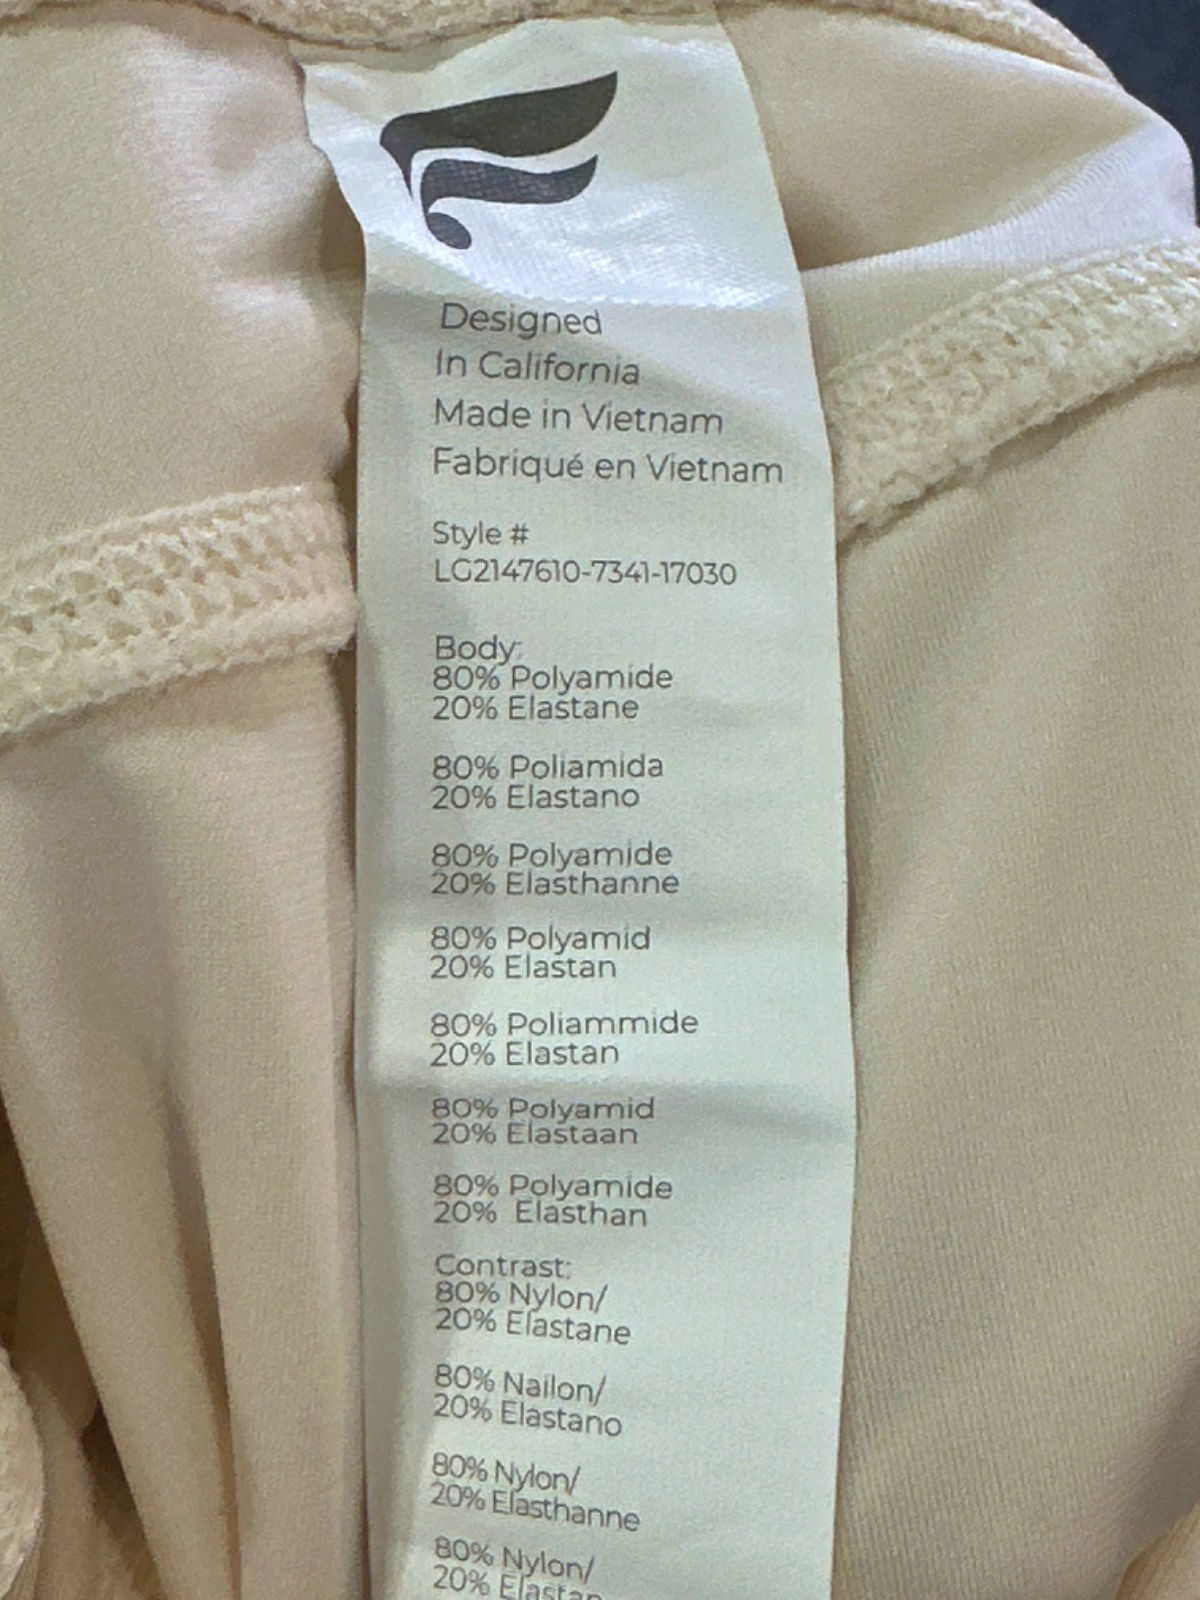 Designed
In California
Made in Vietnam
Fabriqué en Vietnam
Style #
LG2147610-7341-17030
Body:
80% Polyamide
20% Elastane
80% Poliamida
20% Elastano
80% Polyamide
20% Elasthanne
80% Polyamid
20% Elastan
80% Poliammide
20% Elastan
80% Polyamid
20% Elastaan
80% Polyamide
20% Elasthan
Contrast:
80% Nylon/
20% Elastane
80% Nailon/
20% Elastano
80% Nylon/
20% Elasthanne
80% Nylon/
20% Elastan